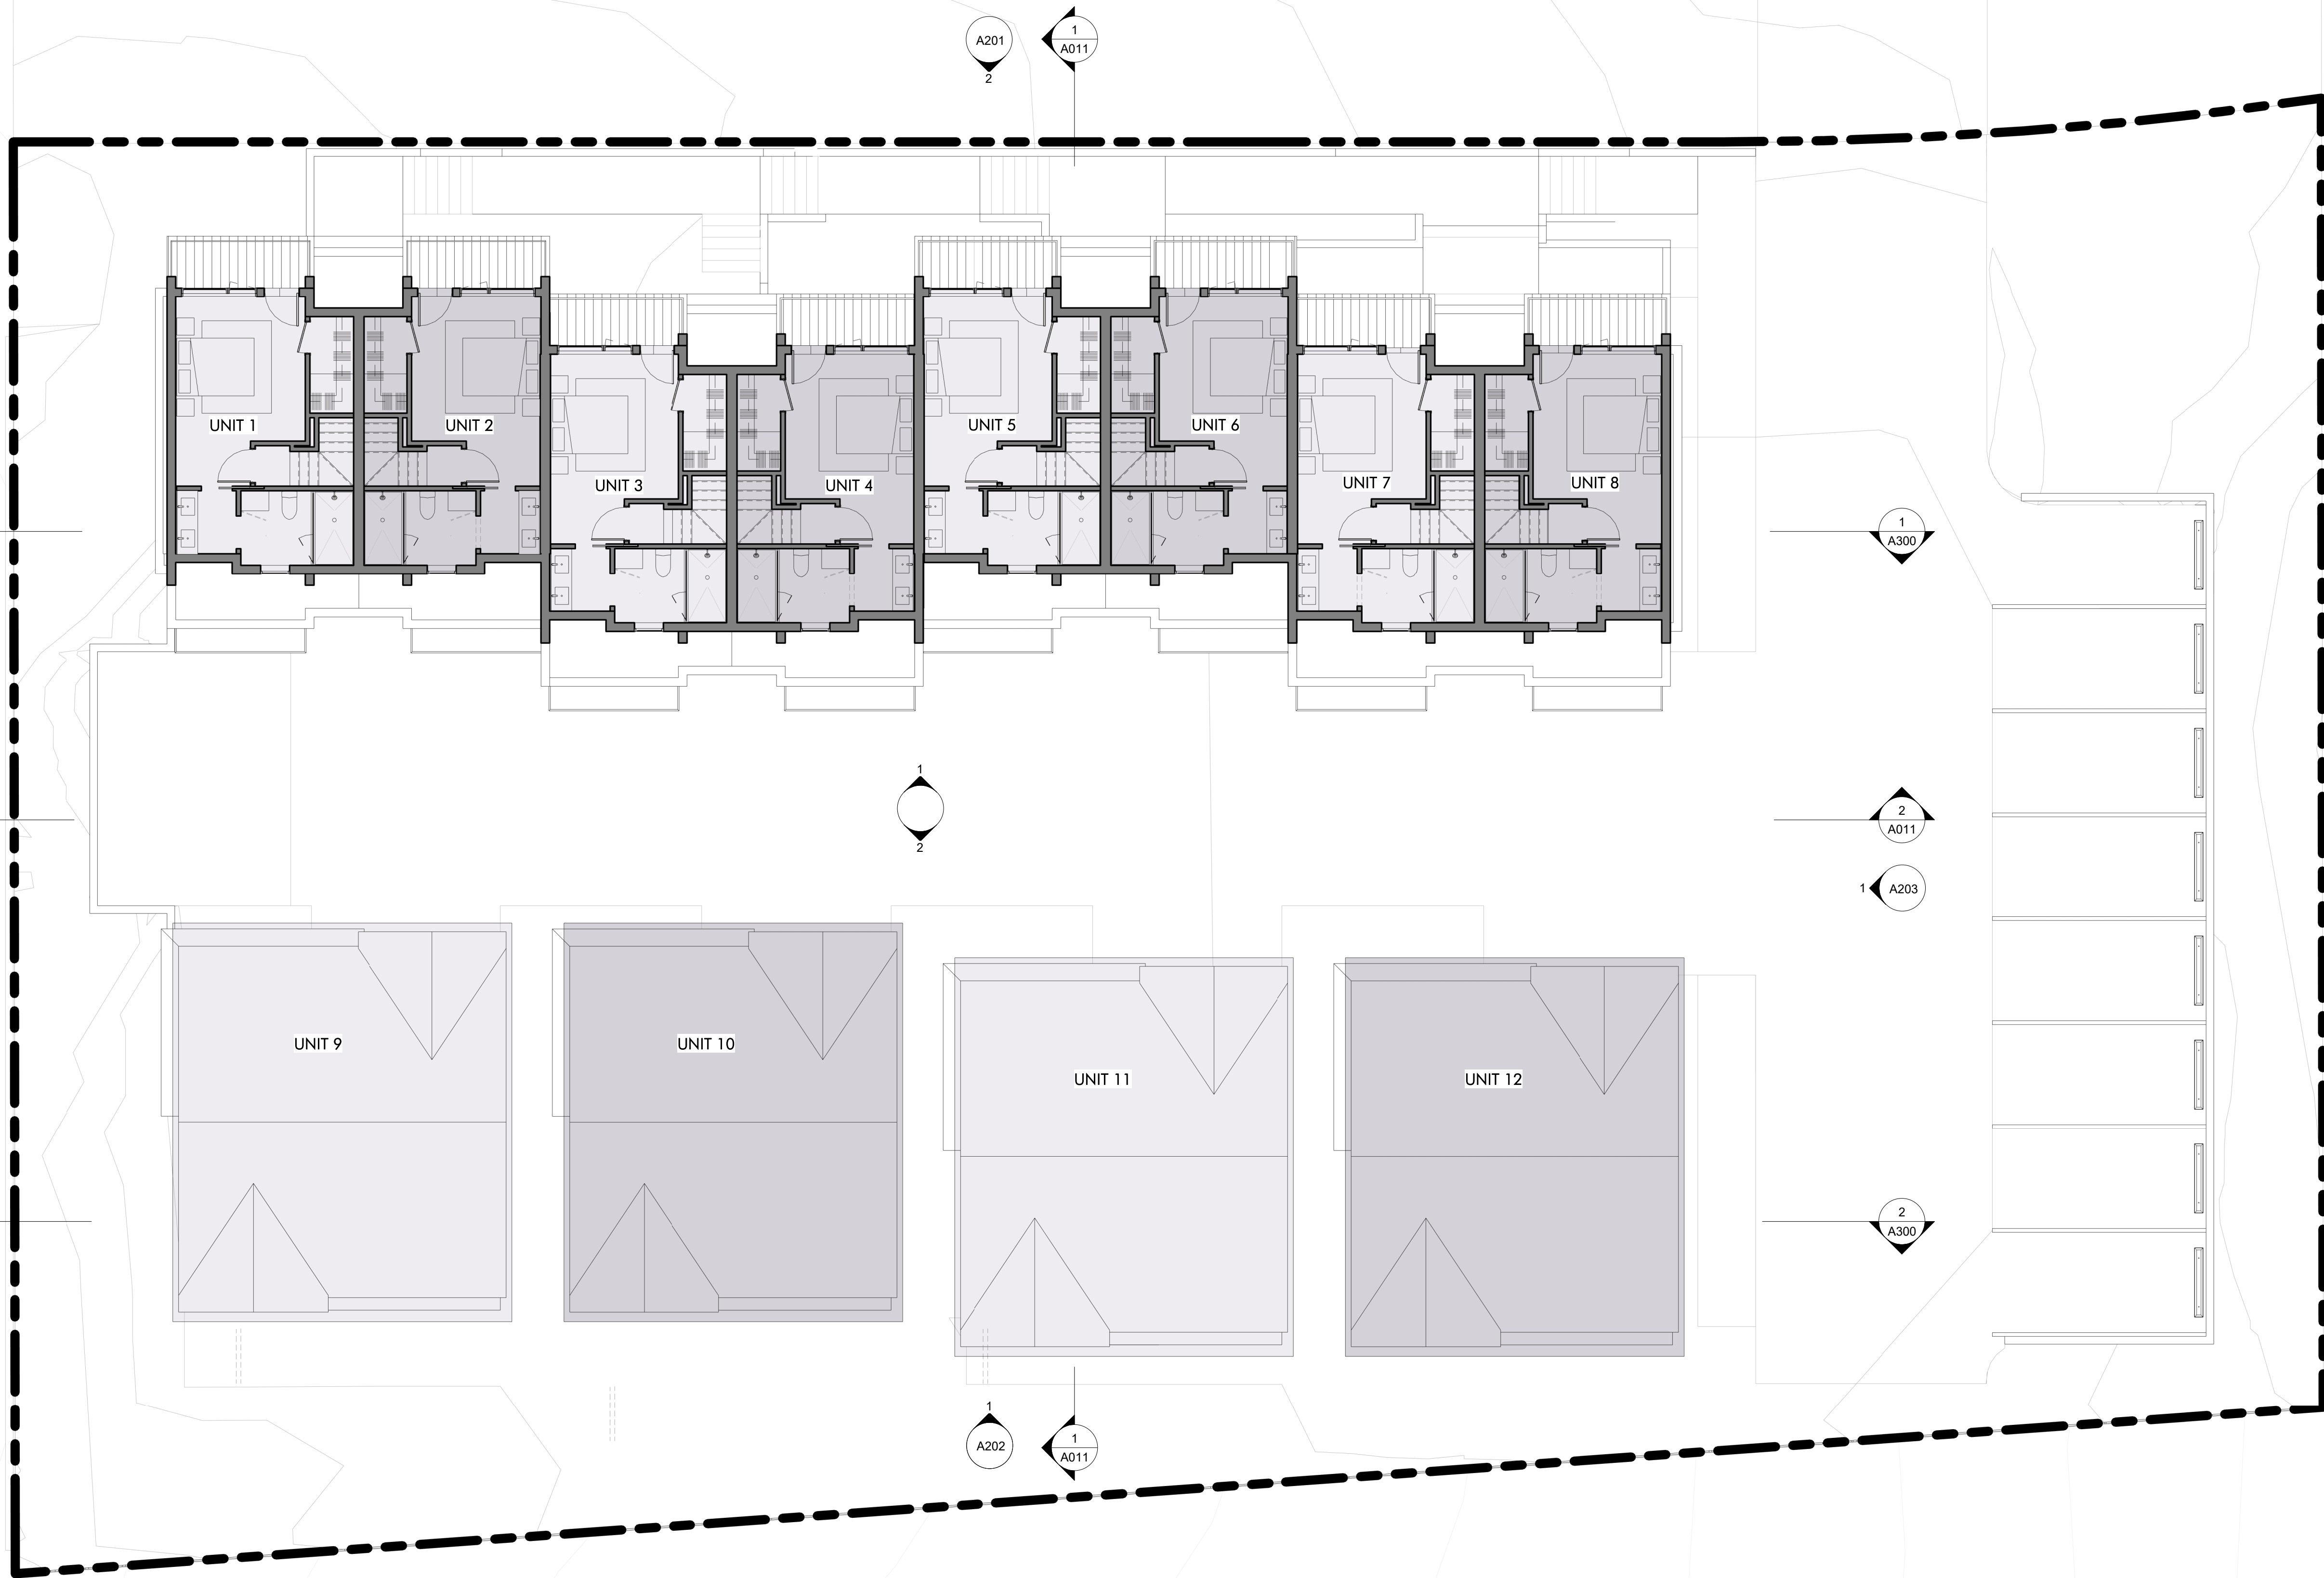 A201
2
1
A011
UNIT 1
UNIT 2
UNIT 5
UNIT 6
UNIT 3
UNIT 4
UNIT 7
UNIT 8
1
A300
1
2
2
A011
1
A203
UNIT 9
UNIT 10
UNIT 11
UNIT 12
2
A300
1
A202
1
A011